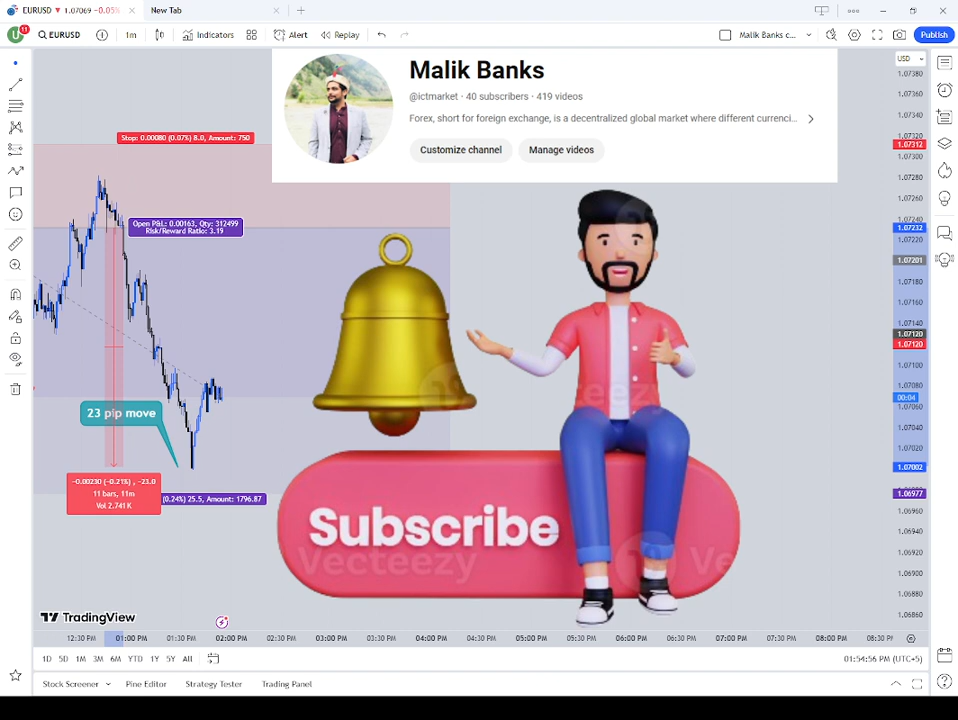 EURUSD ▼ 1.07069 −0.05%
New Tab
11
U
EURUSD
1m
Indicators
Alert
Replay
Malik Banks c...
Publish
Malik Banks
@ictmarket · 40 subscribers · 419 videos
Forex, short for foreign exchange, is a decentralized global market where different currenci...
Customize channel
Manage videos
Stop: 0.00080 (0.07%) 8.0, Amount: 750
Open P&L: 0.00163, Qty: 312499
Risk/Reward Ratio: 3.19
23 pip move
-0.00230 (-0.21%) , -23.0
11 bars, 11m
Vol 2.741K
(0.24%) 25.5, Amount: 1796.87
Subscribe
Vecteezy
TradingView
USD
1.07380
1.07360
1.07340
1.07320
1.07312
1.07300
1.07280
1.07260
1.07240
1.07232
1.07220
1.07201
1.07180
1.07160
1.07140
1.07120
1.07120
1.07080
00:04
1.07060
1.07040
1.07020
1.07002
1.06977
1.06960
1.06940
1.06920
1.06900
1.06880
1.06860
12:30 PM
01:00 PM
01:30 PM
02:00 PM
02:30 PM
03:00 PM
03:30 PM
04:00 PM
04:30 PM
05:00 PM
05:30 PM
06:00 PM
06:30 PM
07:00 PM
07:30 PM
08:00 PM
08:30 PM
1D 5D 1M 3M 6M YTD 1Y 5Y All
01:54:56 PM (UTC+5)
Stock Screener
Pine Editor
Strategy Tester
Trading Panel